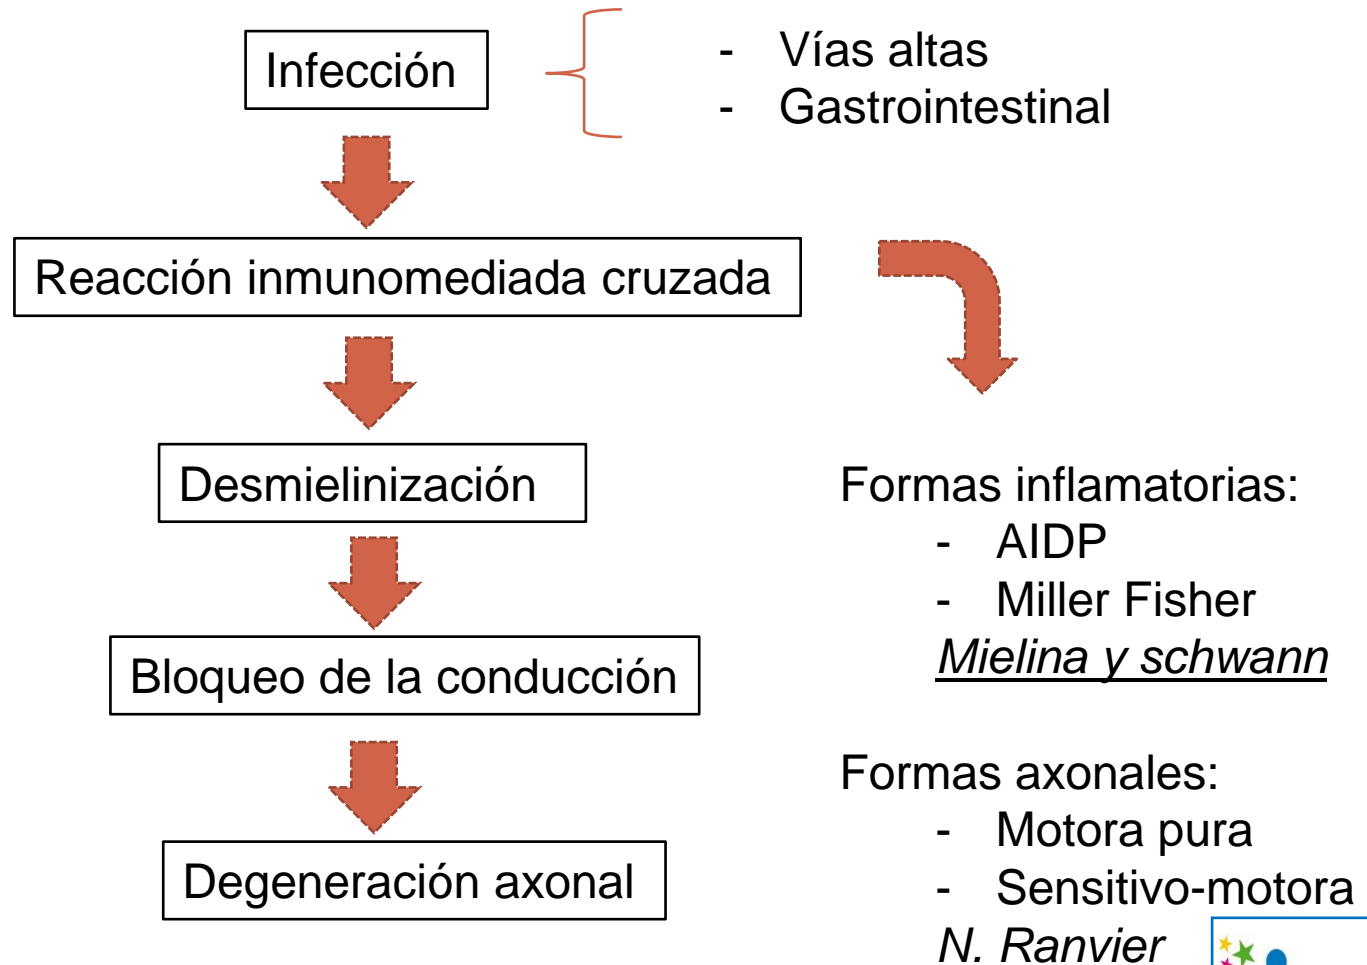 Infección
- Vías altas
- Gastrointestinal
Reacción inmunomediada cruzada
Desmielinización
Bloqueo de la conducción
Degeneración axonal
Formas inflamatorias:
- AIDP
- Miller Fisher
Mielina y schwann
Formas axonales:
- Motora pura
- Sensitivo-motora
N. Ranvier